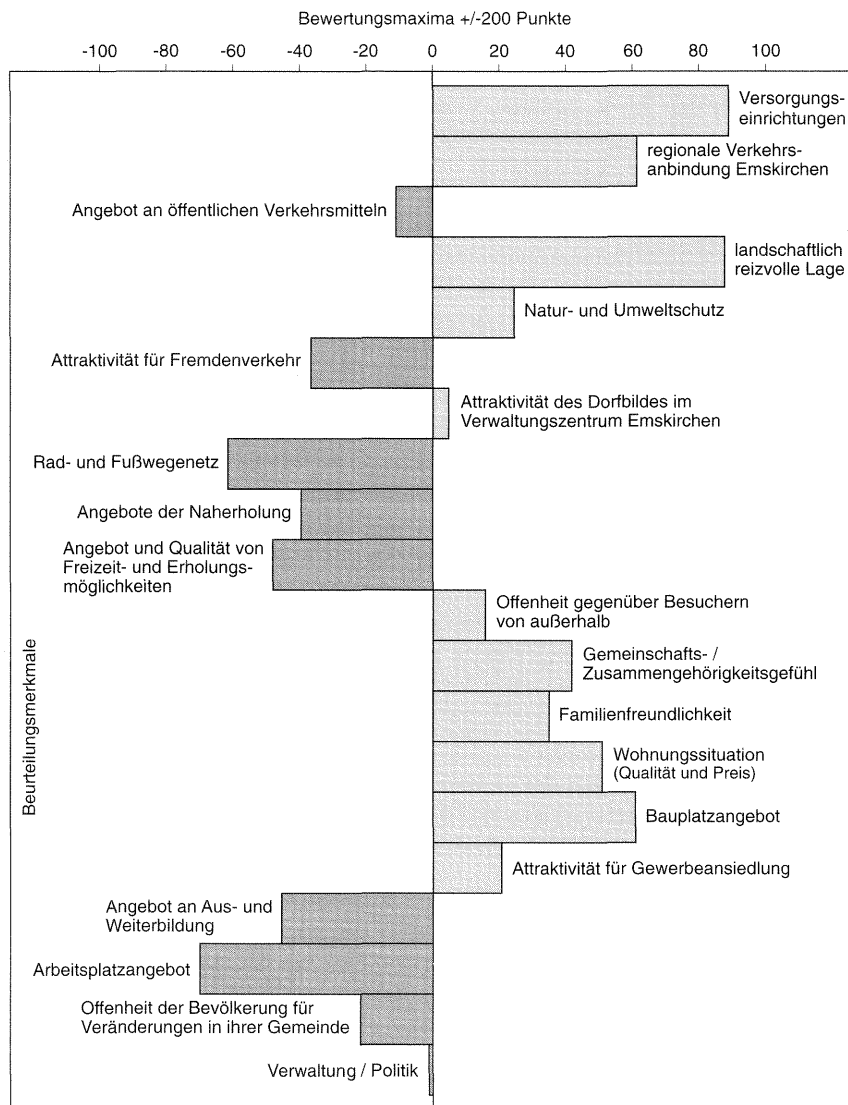 Bewertungsmaxima +/-200 Punkte
-100 -80 -60 -40 -20 0 20 40 60 80 100
Versorgungs-
einrichtungen
regionale Verkehrs-
anbindung Emskirchen
Angebot an öffentlichen Verkehrsmitteln
landschaftlich
reizvolle Lage
Natur- und Umweltschutz
Attraktivität für Fremdenverkehr
Attraktivität des Dorfbildes im
Verwaltungszentrum Emskirchen
Rad- und Fußwegenetz
Angebote der Naherholung
Angebot und Qualität von
Freizeit- und Erholungs-
möglichkeiten
Offenheit gegenüber Besuchern
von außerhalb
Gemeinschafts- /
Zusammengehörigkeitsgefühl
Familienfreundlichkeit
Wohnungssituation
(Qualität und Preis)
Bauplatzangebot
Attraktivität für Gewerbeansiedlung
Angebot an Aus- und
Weiterbildung
Arbeitsplatzangebot
Offenheit der Bevölkerung für
Veränderungen in ihrer Gemeinde
Verwaltung / Politik
Beurteilungsmerkmale